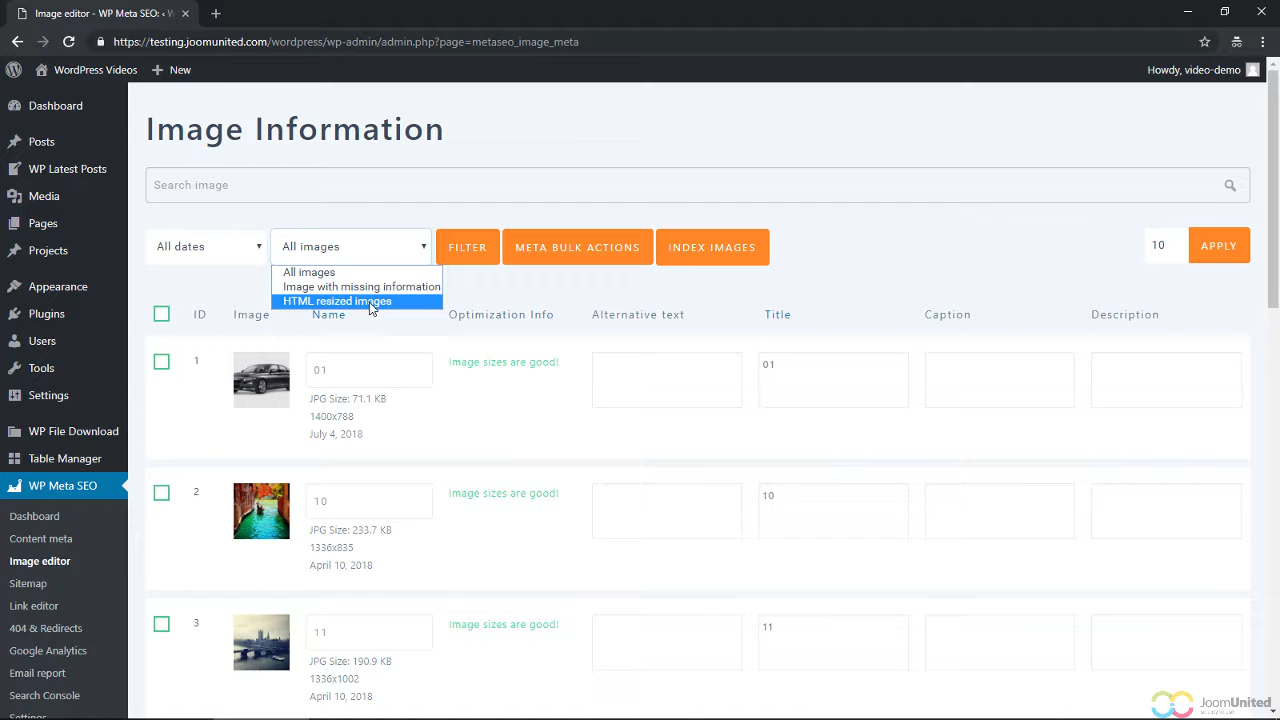 Image editor – WP Meta SEO: ‹ W
https://testing.joomunited.com/wordpress/wp-admin/admin.php?page=metaseo_image_meta
WordPress Videos
New
Howdy, video-demo
Dashboard
Posts
WP Latest Posts
Media
Pages
Projects
Appearance
Plugins
Users
Tools
Settings
WP File Download
Table Manager
WP Meta SEO
Dashboard
Content meta
Image editor
Sitemap
Link editor
404 & Redirects
Google Analytics
Email report
Search Console
Settings
Image Information
Search image
All dates
All images
FILTER
META BULK ACTIONS
INDEX IMAGES
10
APPLY
All images
Image with missing information
HTML resized images
ID Image Name Optimization Info Alternative text Title Caption Description
1 01 Image sizes are good! 01
JPG Size: 71.1 KB
1400x788
July 4, 2018
2 10 Image sizes are good! 10
JPG Size: 233.7 KB
1336x835
April 10, 2018
3 11 Image sizes are good! 11
JPG Size: 190.9 KB
1336x1002
April 10, 2018
JoomUnited